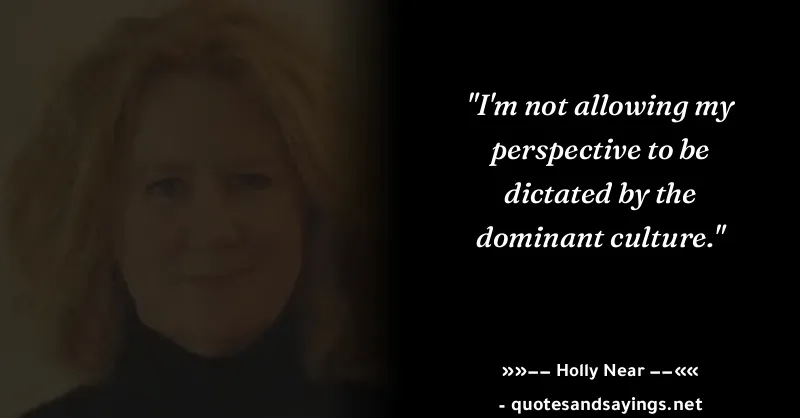 "I'm not allowing my
perspective to be
dictated by the
dominant culture."
»»−− Holly Near −−««
- quotesandsayings.net